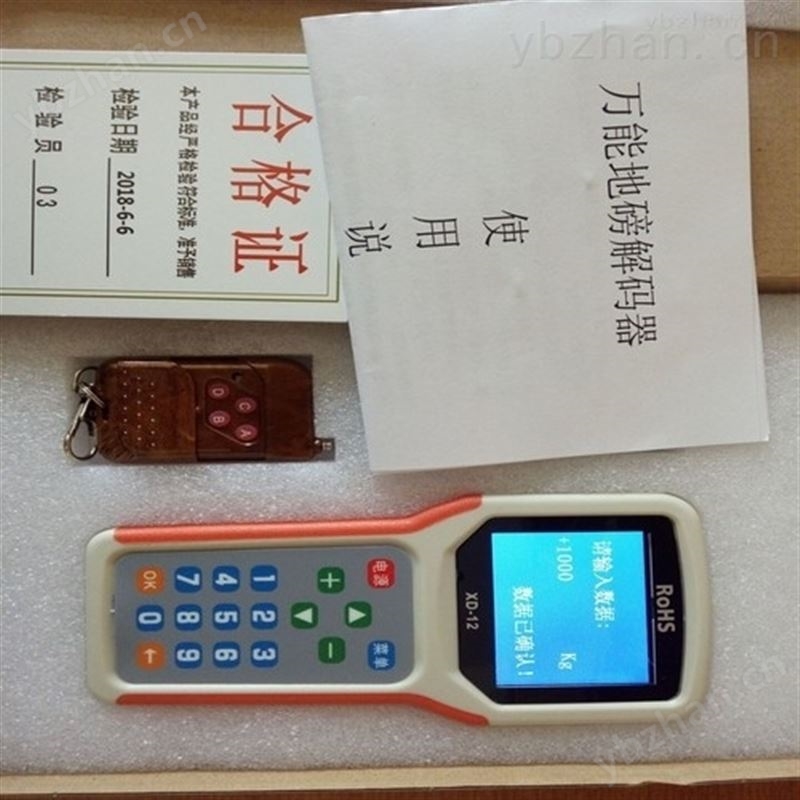 ybzhan.cn
合格证
本产品经严格检验符合标准，准予销售
检验日期 2018-6-6
检验员 03
万能地磅解码器
使
用
说
D C
B A
RoHS
请输入数据：
+1000 Kg
数据已确认！
XD-12
电源 菜单
+ −
1 2 3
4 5 6
7 8 9
OK 0 ←